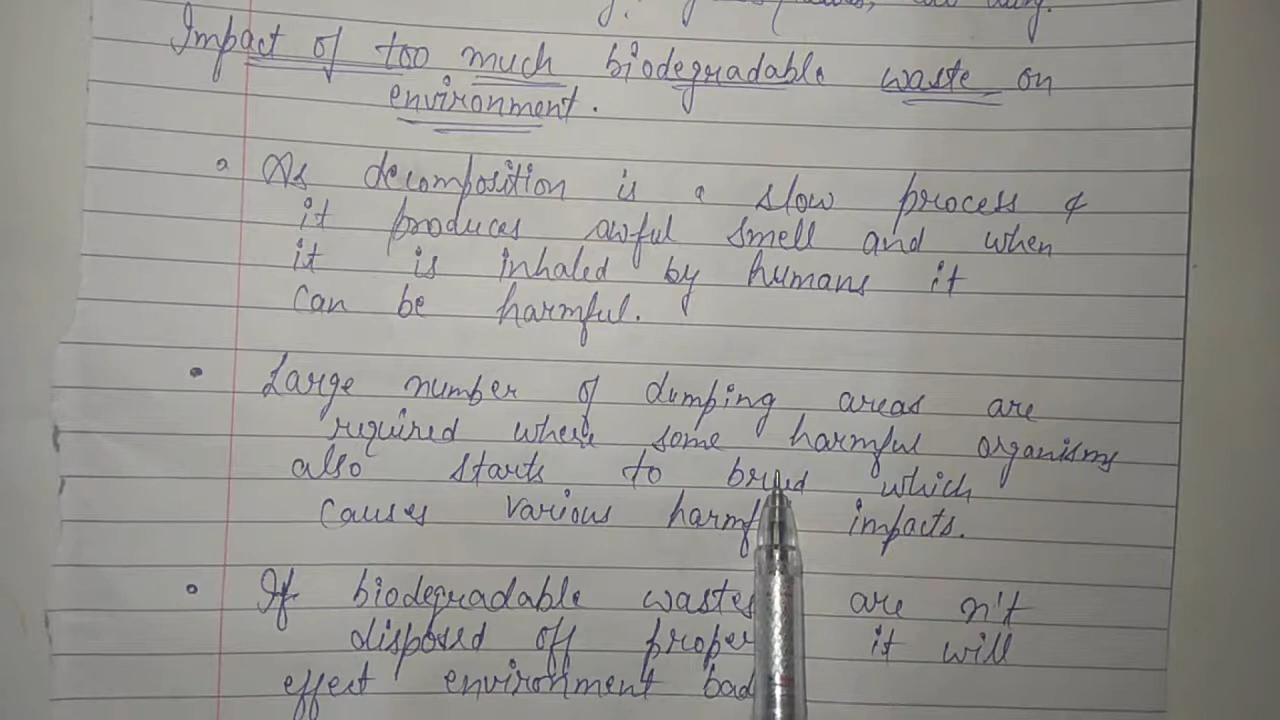 Impact of too much biodegradable waste on
environment.
As decomposition is a slow process &
it produces awful smell and when
it is inhaled by humans it
can be harmful.
Large number of dumping areas are
required where some harmful organisms
also starts to breed which
causes various harmf impacts.
If biodegradable wastes are n't
disposed off proper it will
effect environment bad